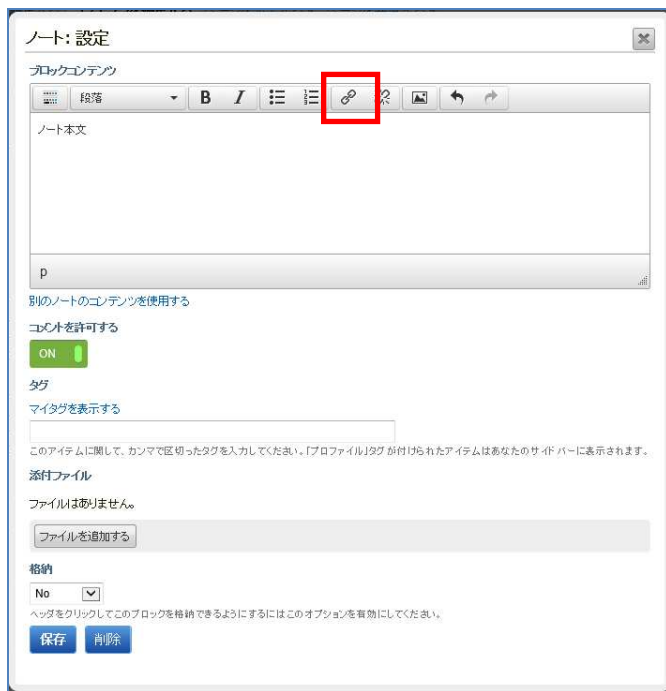 ノート: 設定
ブロックコンテンツ
段落 B I
ノート本文
p
別のノートのコンテンツを使用する
コメントを許可する
ON
タグ
マイタグを表示する
このアイテムに関して、カンマで区切ったタグを入力してください。「プロファイル」タグが付けられたアイテムはあなたのサイドバーに表示されます。
添付ファイル
ファイルはありません。
ファイルを追加する
格納
No
ヘッダをクリックしてこのブロックを格納できるようにするにはこのオプションを有効にしてください。
保存 削除